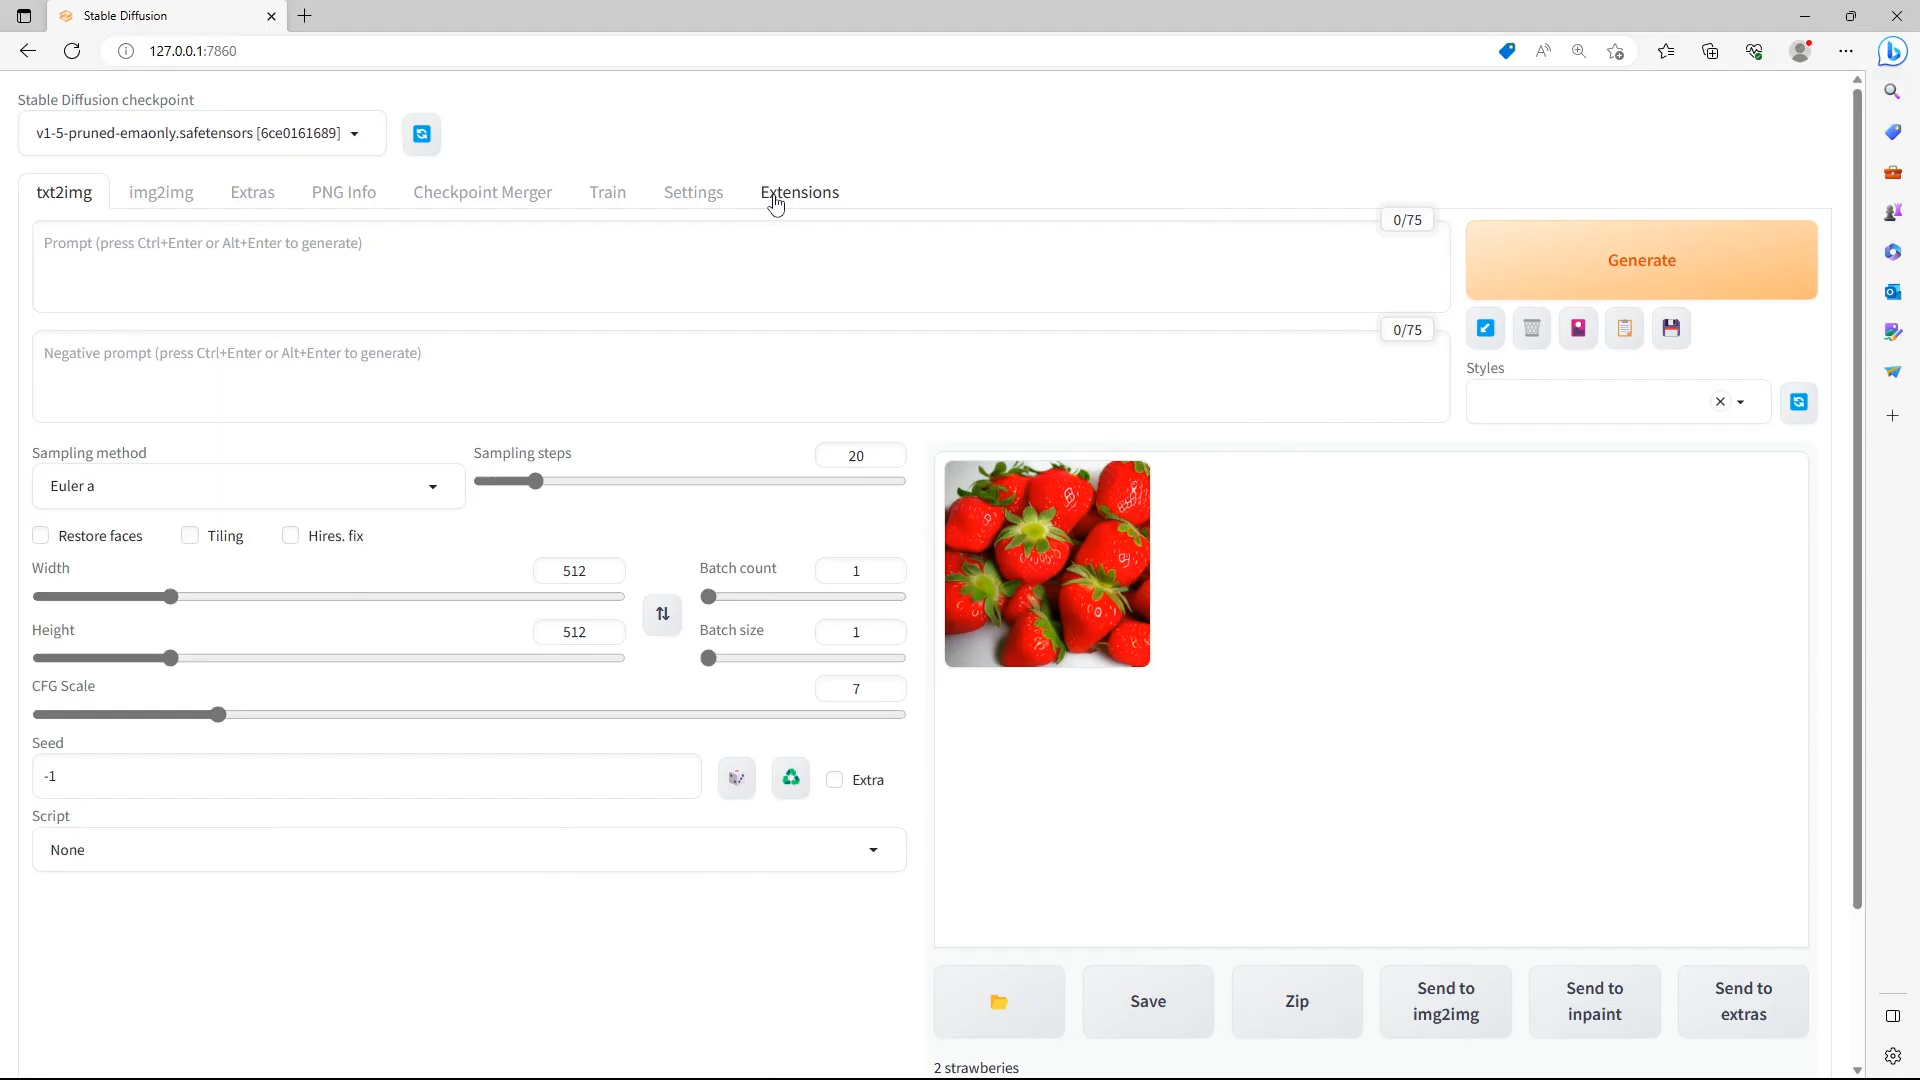 Stable Diffusion
127.0.0.1:7860
Stable Diffusion checkpoint
v1-5-pruned-emaonly.safetensors [6ce0161689]
txt2img img2img Extras PNG Info Checkpoint Merger Train Settings Extensions
0/75
Prompt (press Ctrl+Enter or Alt+Enter to generate)
Generate
0/75
Negative prompt (press Ctrl+Enter or Alt+Enter to generate)
Styles
Sampling method
Euler a
Sampling steps
20
Restore faces Tiling Hires. fix
Width
512
Batch count
1
Height
512
Batch size
1
CFG Scale
7
Seed
-1
Extra
Script
None
Save
Zip
Send to
img2img
Send to
inpaint
Send to
extras
2 strawberies